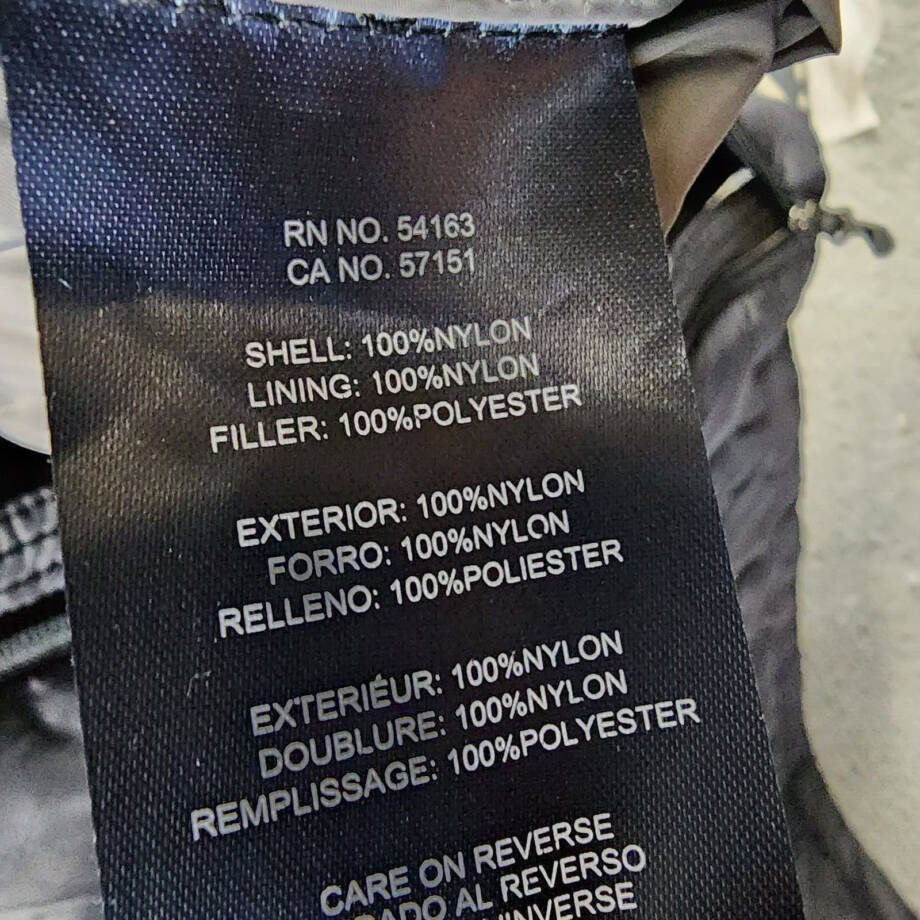 RN NO. 54163
CA NO. 57151
SHELL: 100%NYLON
LINING: 100%NYLON
FILLER: 100%POLYESTER
EXTERIOR: 100%NYLON
FORRO: 100%NYLON
RELLENO: 100%POLIESTER
EXTERIÉUR: 100%NYLON
DOUBLURE: 100%NYLON
REMPLISSAGE: 100%POLYESTER
CARE ON REVERSE
AL REVERSO